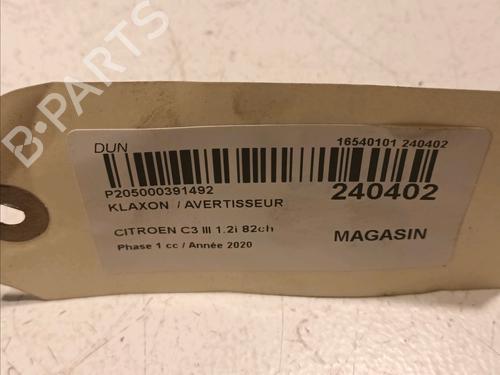 B-PARTS
DUN
16540101 240402
P205000391492
KLAXON / AVERTISSEUR
240402
CITROEN C3 III 1.2i 82ch
MAGASIN
Phase 1 cc / Année 2020